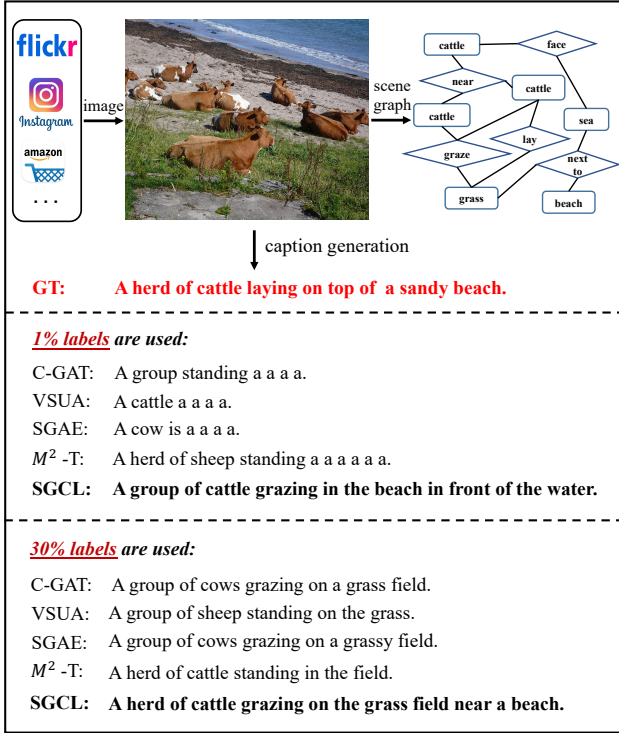 flickr
Instagram
amazon
. . .
image
scene
graph
cattle
face
near
cattle
cattle
sea
lay
graze
next
to
grass
beach
caption generation
GT: A herd of cattle laying on top of a sandy beach.
1% labels are used:
C-GAT: A group standing a a a a.
VSUA: A cattle a a a a.
SGAE: A cow is a a a a.
M² -T: A herd of sheep standing a a a a a a.
SGCL: A group of cattle grazing in the beach in front of the water.
30% labels are used:
C-GAT: A group of cows grazing on a grass field.
VSUA: A group of sheep standing on the grass.
SGAE: A group of cows grazing on a grassy field.
M² -T: A herd of cattle standing in the field.
SGCL: A herd of cattle grazing on the grass field near a beach.